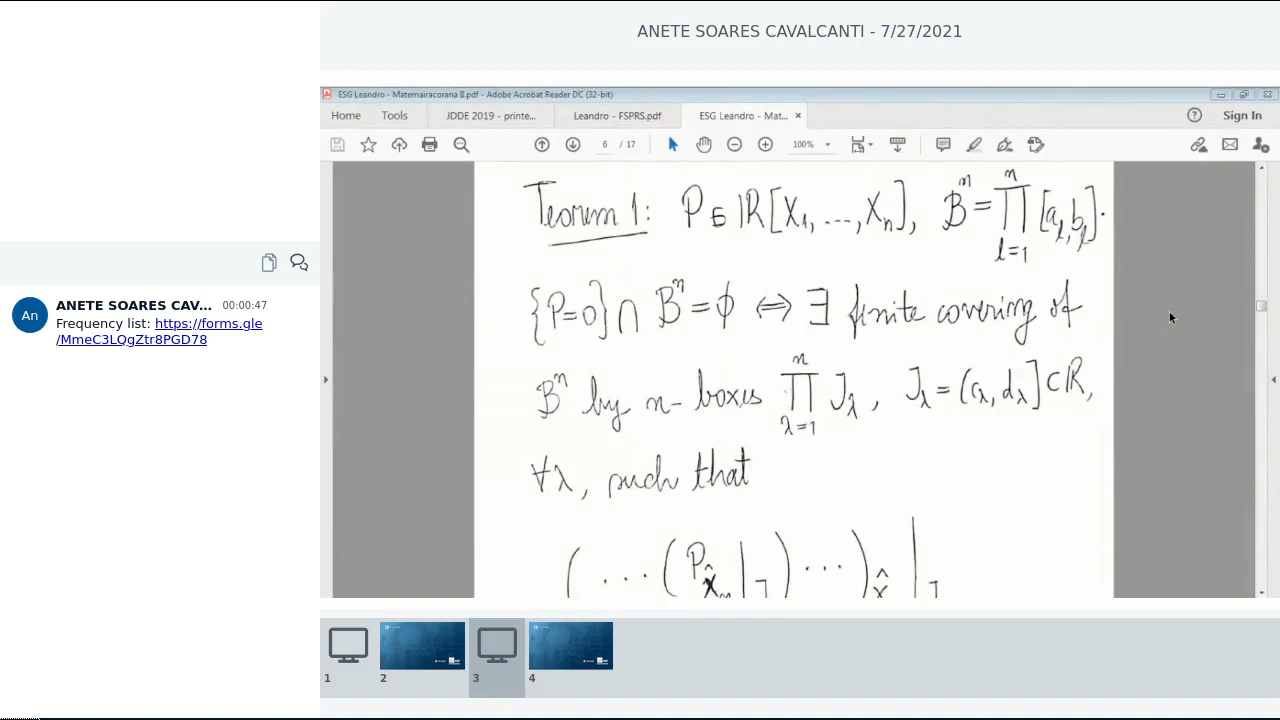 ANETE SOARES CAVALCANTI - 7/27/2021
ESG Leandro - Matemairacorana II.pdf - Adobe Acrobat Reader DC (32-bit)
Home Tools JDDE 2019 - printe... Leandro - FSPRS.pdf ESG Leandro - Mat... × Sign In
6 / 17 100%
An ANETE SOARES CAV... 00:00:47
Frequency list: https://forms.gle
/MmeC3LQgZtr8PGD78
Teorem 1: P∈ℝ[X₁,...,Xₙ], Bⁿ=∏ₗ₌₁ⁿ[aₗ,bₗ].
{P=0}∩Bⁿ=∅ ⇔ ∃ finite covering of
Bⁿ by n-boxes ∏_{λ=1}^{n} J_λ, J_λ=(c_λ,d_λ]⊂ℝ,
∀λ, such that
(...(P_{x̂ₙ}|_J)...)_{x̂}|_J
1 2 3 4